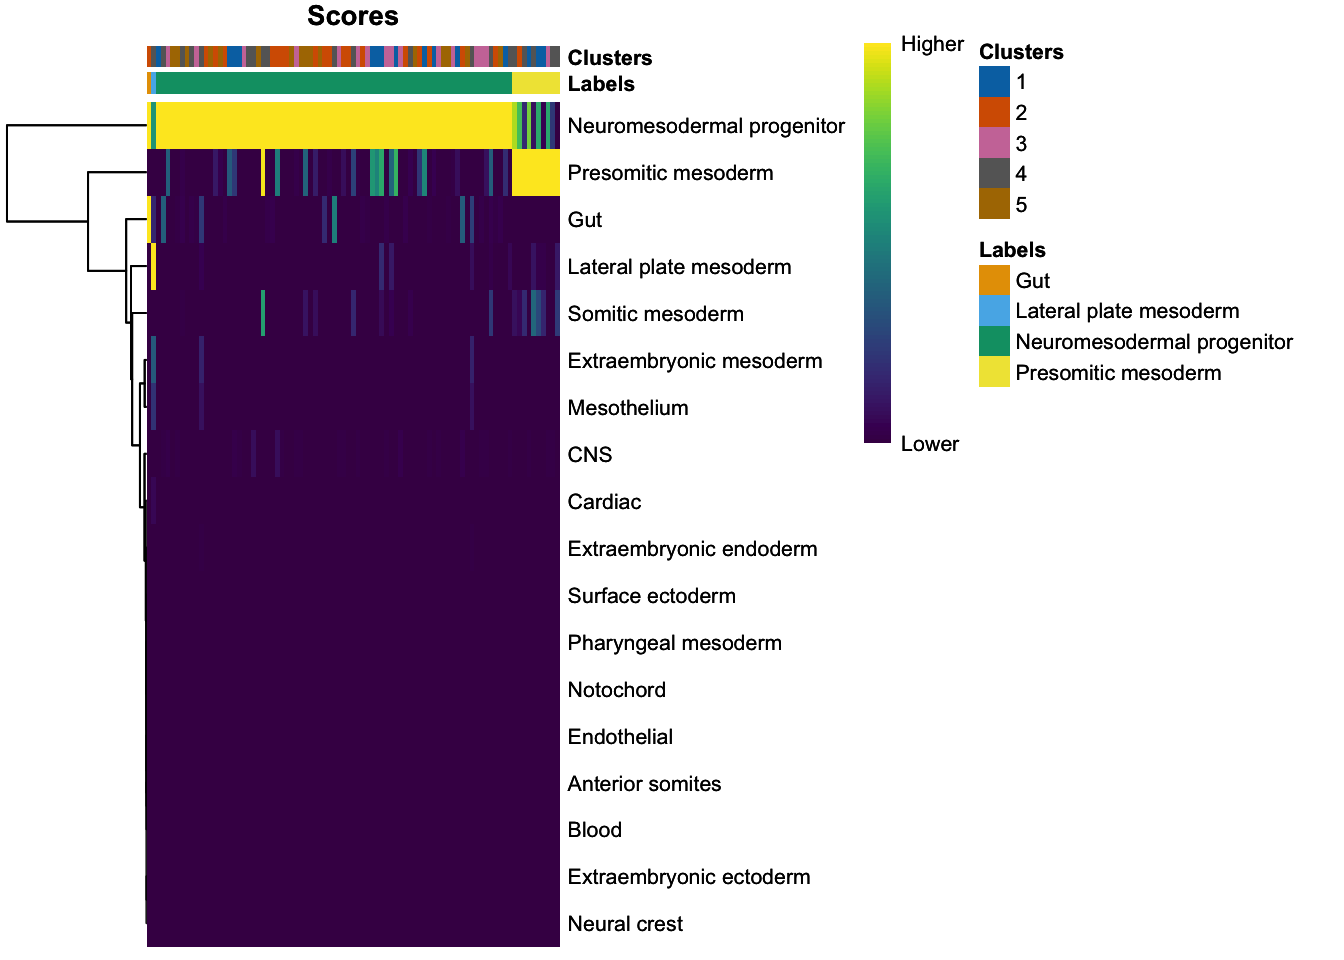 Scores
Clusters
Labels
Neuromesodermal progenitor
Presomitic mesoderm
Gut
Lateral plate mesoderm
Somitic mesoderm
Extraembryonic mesoderm
Mesothelium
CNS
Cardiac
Extraembryonic endoderm
Surface ectoderm
Pharyngeal mesoderm
Notochord
Endothelial
Anterior somites
Blood
Extraembryonic ectoderm
Neural crest
Higher
Lower
Clusters
1
2
3
4
5
Labels
Gut
Lateral plate mesoderm
Neuromesodermal progenitor
Presomitic mesoderm